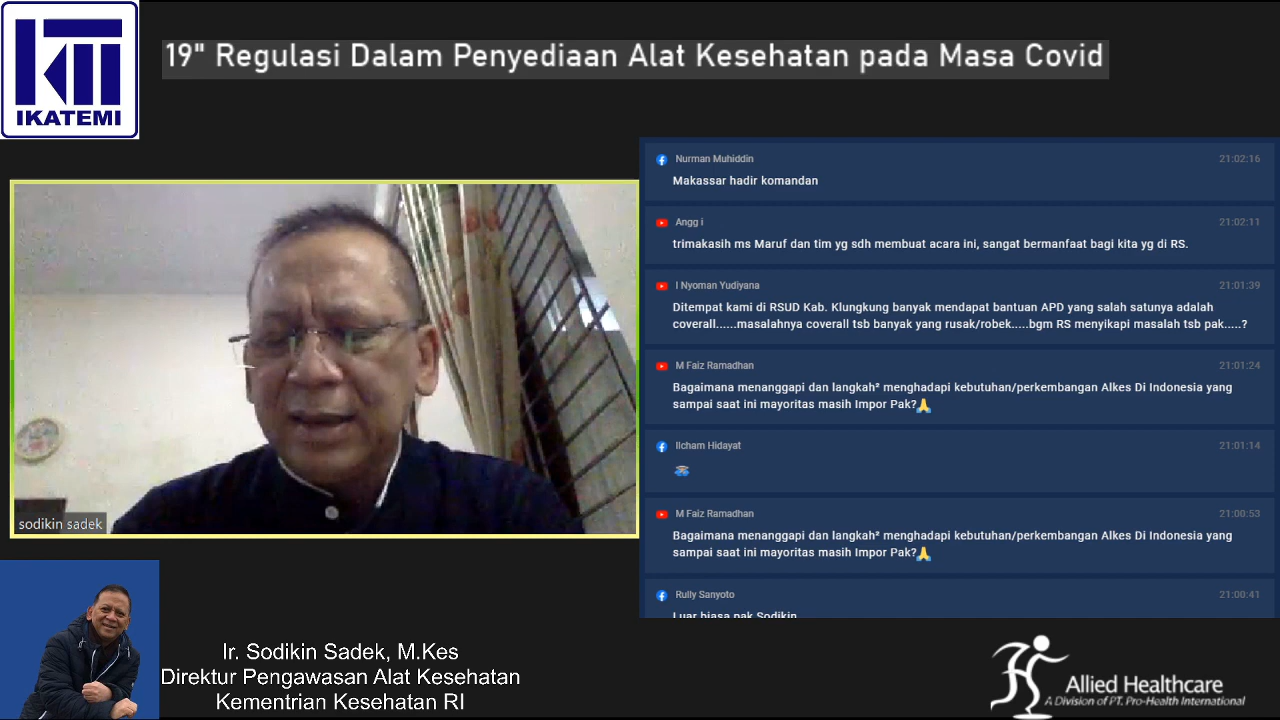 IKATEMI
19" Regulasi Dalam Penyediaan Alat Kesehatan pada Masa Covid
Nurman Muhiddin 21:02:16
Makassar hadir komandan
Angg i 21:02:11
trimakasih ms Maruf dan tim yg sdh membuat acara ini, sangat bermanfaat bagi kita yg di RS.
I Nyoman Yudiyana 21:01:39
Ditempat kami di RSUD Kab. Klungkung banyak mendapat bantuan APD yang salah satunya adalah
coverall......masalahnya coverall tsb banyak yang rusak/robek.....bgm RS menyikapi masalah tsb pak.....?
M Faiz Ramadhan 21:01:24
Bagaimana menanggapi dan langkah² menghadapi kebutuhan/perkembangan Alkes Di Indonesia yang
sampai saat ini mayoritas masih Impor Pak?🙏
Ilcham Hidayat 21:01:14
M Faiz Ramadhan 21:00:53
Bagaimana menanggapi dan langkah² menghadapi kebutuhan/perkembangan Alkes Di Indonesia yang
sampai saat ini mayoritas masih Impor Pak?🙏
Rully Sanyoto 21:00:41
Luar biasa pak Sodikin
sodikin sadek
Ir. Sodikin Sadek, M.Kes
Direktur Pengawasan Alat Kesehatan
Kementrian Kesehatan RI
Allied Healthcare
A Division of PT. Pro-Health International